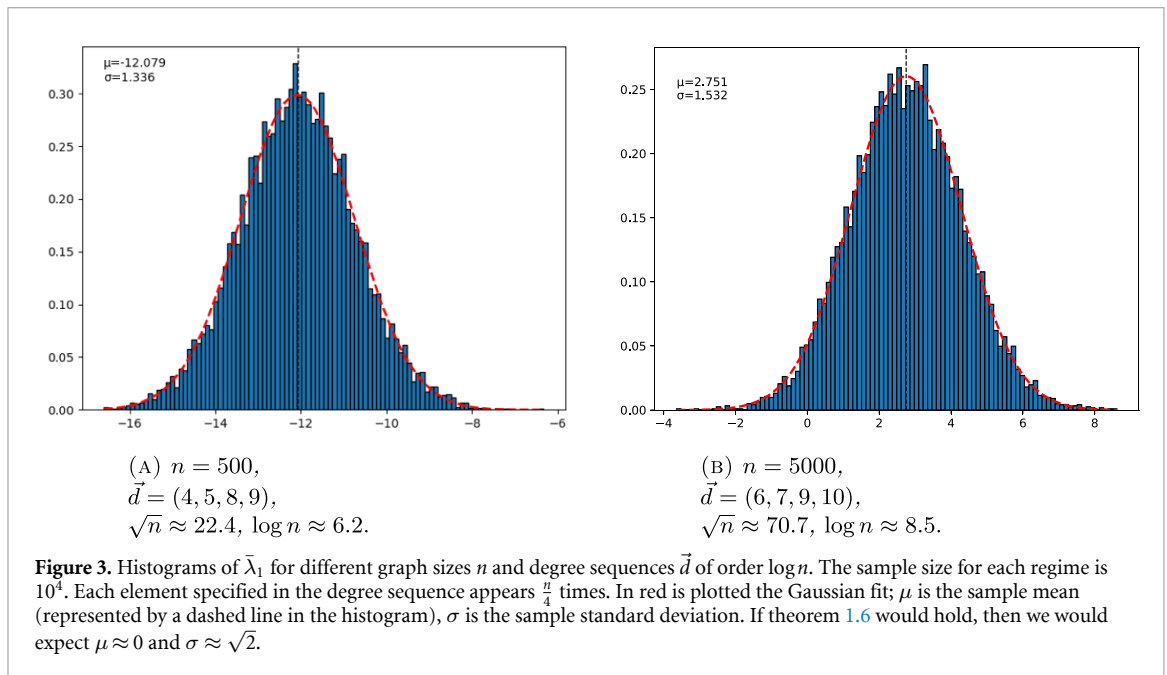 μ=-12.079
σ=1.336
0.30
0.25
0.20
0.15
0.10
0.05
0.00
−16 −14 −12 −10 −8 −6
μ=2.751
σ=1.532
0.25
0.20
0.15
0.10
0.05
0.00
−4 −2 0 2 4 6 8
(A) n = 500,
d⃗ = (4, 5, 8, 9),
√n ≈ 22.4, log n ≈ 6.2.
(B) n = 5000,
d⃗ = (6, 7, 9, 10),
√n ≈ 70.7, log n ≈ 8.5.
Figure 3. Histograms of λ̄₁ for different graph sizes n and degree sequences d⃗ of order log n. The sample size for each regime is
10⁴. Each element specified in the degree sequence appears n/4 times. In red is plotted the Gaussian fit; μ is the sample mean
(represented by a dashed line in the histogram), σ is the sample standard deviation. If theorem 1.6 would hold, then we would
expect μ ≈ 0 and σ ≈ √2.